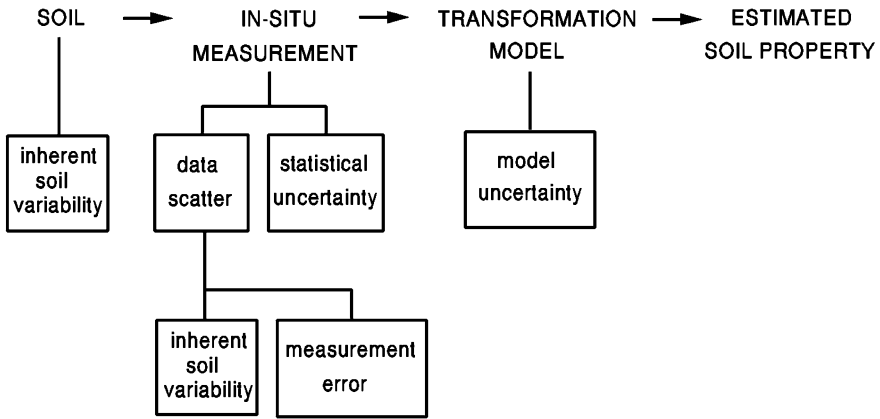 SOIL
IN-SITU
MEASUREMENT
TRANSFORMATION
MODEL
ESTIMATED
SOIL PROPERTY
inherent
soil
variability
data
scatter
statistical
uncertainty
model
uncertainty
inherent
soil
variability
measurement
error